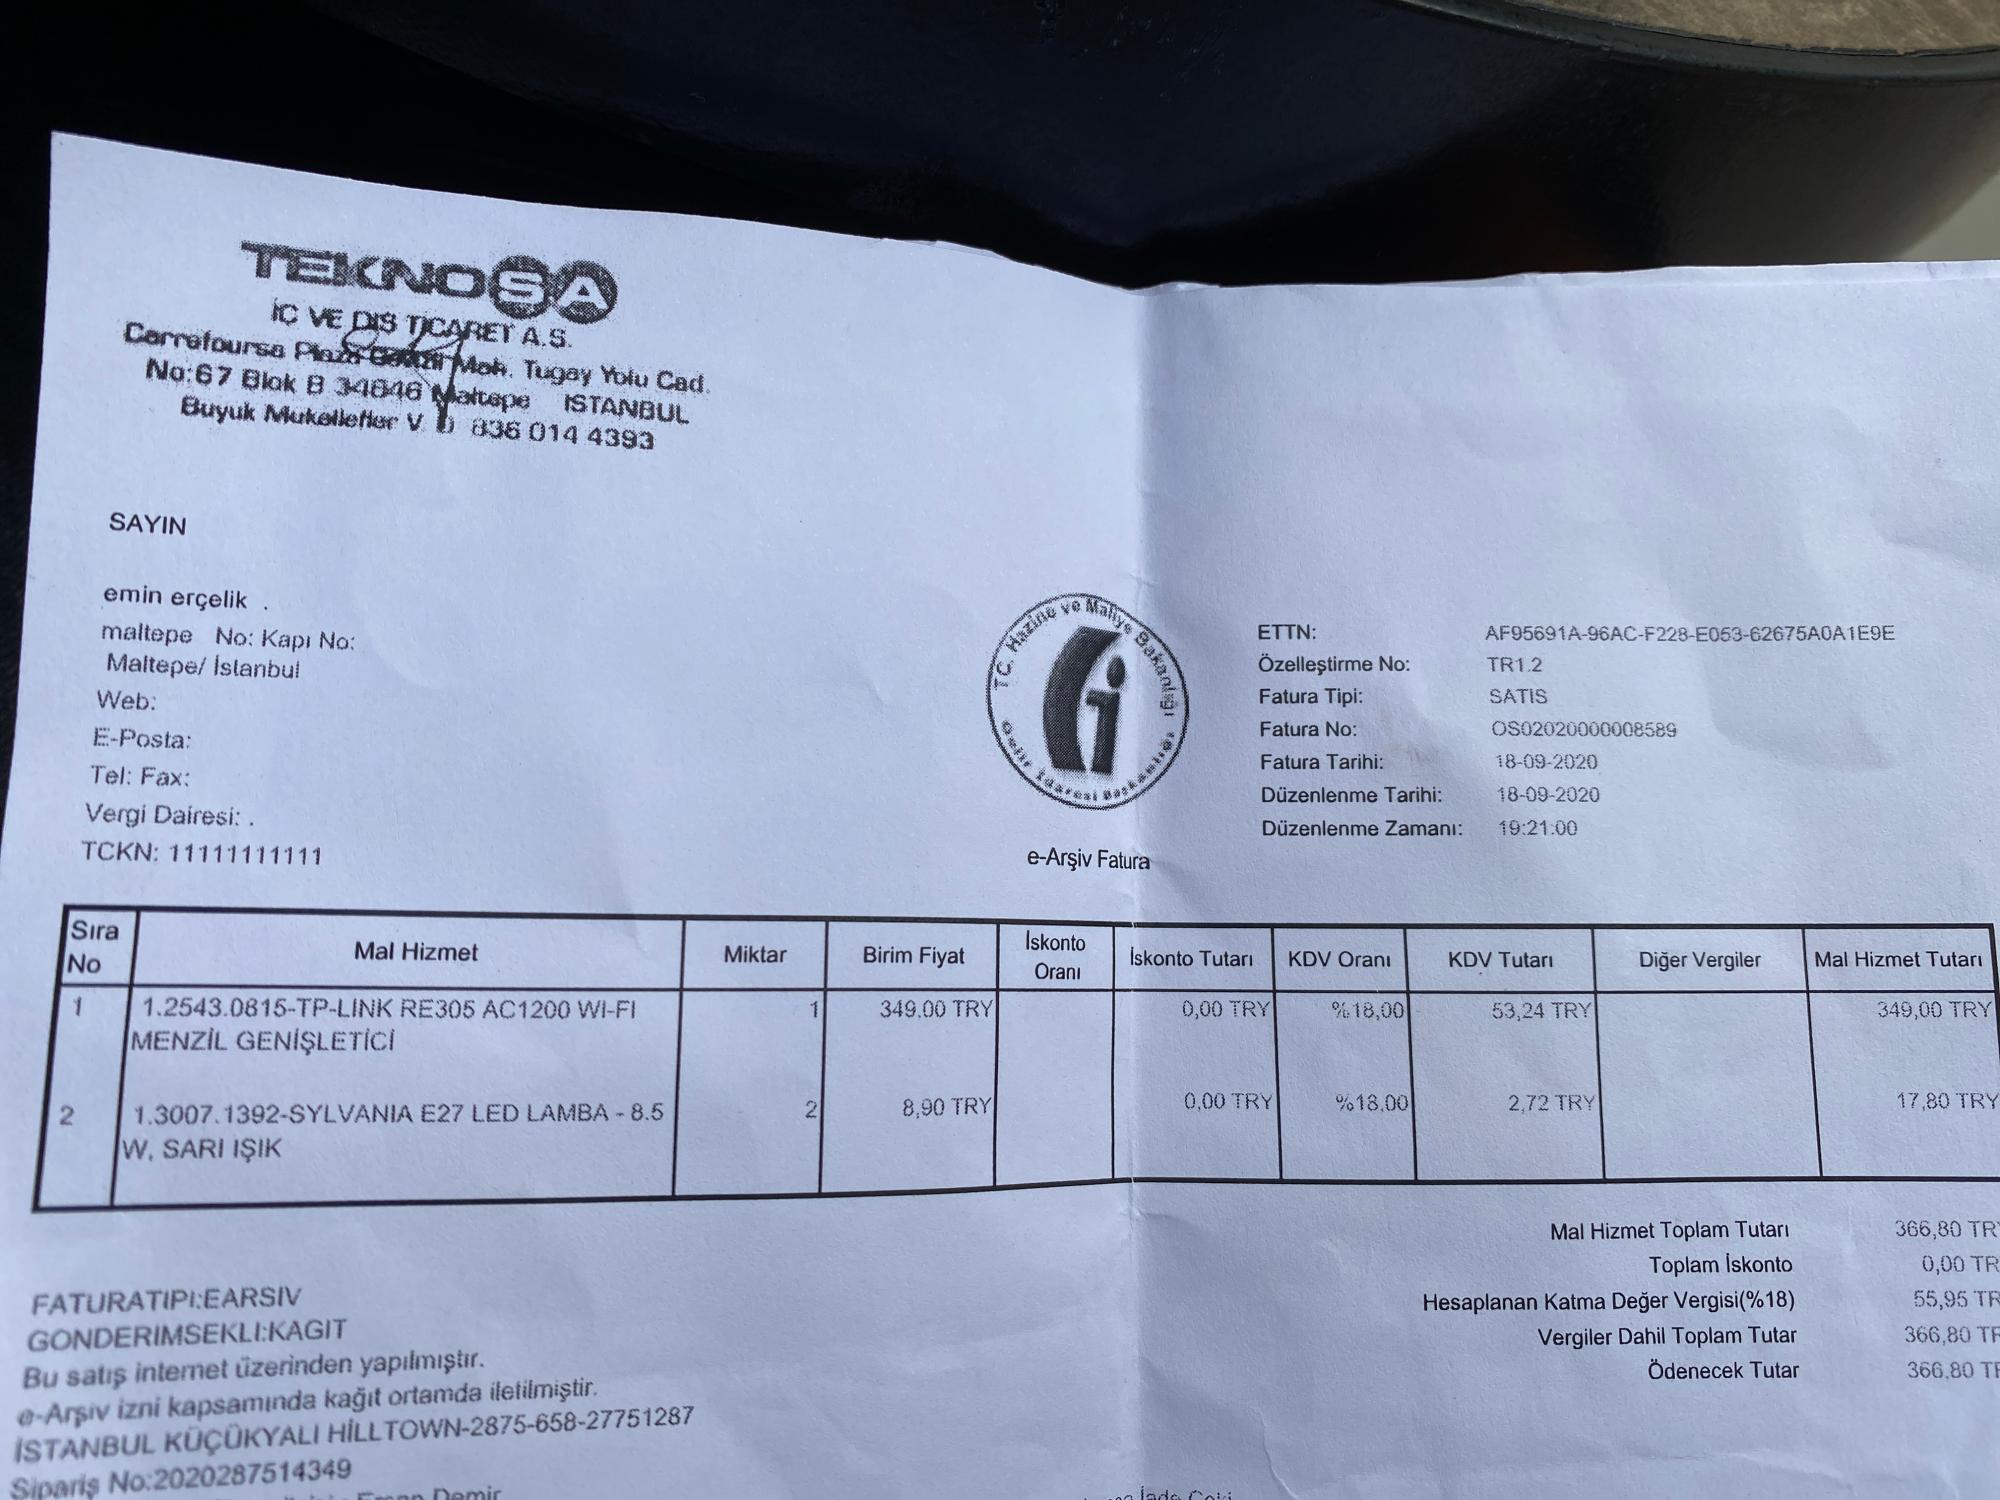 TEKNOSA
İÇ VE DIŞ TİCARET A.Ş.
Carrefoursa Plaza Mah. Tugay Yolu Cad.
No:67 Blok B 34846 Maltepe İSTANBUL
Buyuk Mukellefler V.D 836 014 4393
SAYIN
emin erçelik .
maltepe No: Kapı No:
Maltepe/ İstanbul
Web:
E-Posta:
Tel: Fax:
Vergi Dairesi: .
TCKN: 11111111111
T.C. Hazine ve Maliye Bakanlığı
Gelir İdaresi Başkanlığı
e-Arşiv Fatura
ETTN: AF95691A-96AC-F228-E053-62675A0A1E9E
Özelleştirme No: TR1.2
Fatura Tipi: SATIS
Fatura No: OS02020000008589
Fatura Tarihi: 18-09-2020
Düzenlenme Tarihi: 18-09-2020
Düzenlenme Zamanı: 19:21:00
Sıra No Mal Hizmet Miktar Birim Fiyat İskonto Oranı İskonto Tutarı KDV Oranı KDV Tutarı Diğer Vergiler Mal Hizmet Tutarı
1 1.2543.0815-TP-LINK RE305 AC1200 WI-FI 1 349,00 TRY 0,00 TRY %18,00 53,24 TRY 349,00 TRY
MENZİL GENİŞLETİCİ
2 1.3007.1392-SYLVANIA E27 LED LAMBA - 8.5 2 8,90 TRY 0,00 TRY %18,00 2,72 TRY 17,80 TRY
W, SARI IŞIK
Mal Hizmet Toplam Tutarı 366,80 TR
Toplam İskonto 0,00 TR
Hesaplanan Katma Değer Vergisi(%18) 55,95 TR
Vergiler Dahil Toplam Tutar 366,80 TR
Ödenecek Tutar 366,80 TR
FATURATIPI:EARSIV
GONDERIMSEKLI:KAGIT
Bu satış internet üzerinden yapılmıştır.
e-Arşiv izni kapsamında kağıt ortamda iletilmiştir.
İSTANBUL KÜÇÜKYALI HİLLTOWN-2875-658-27751287
Sipariş No:2020287514349
Demir
İade Çeki